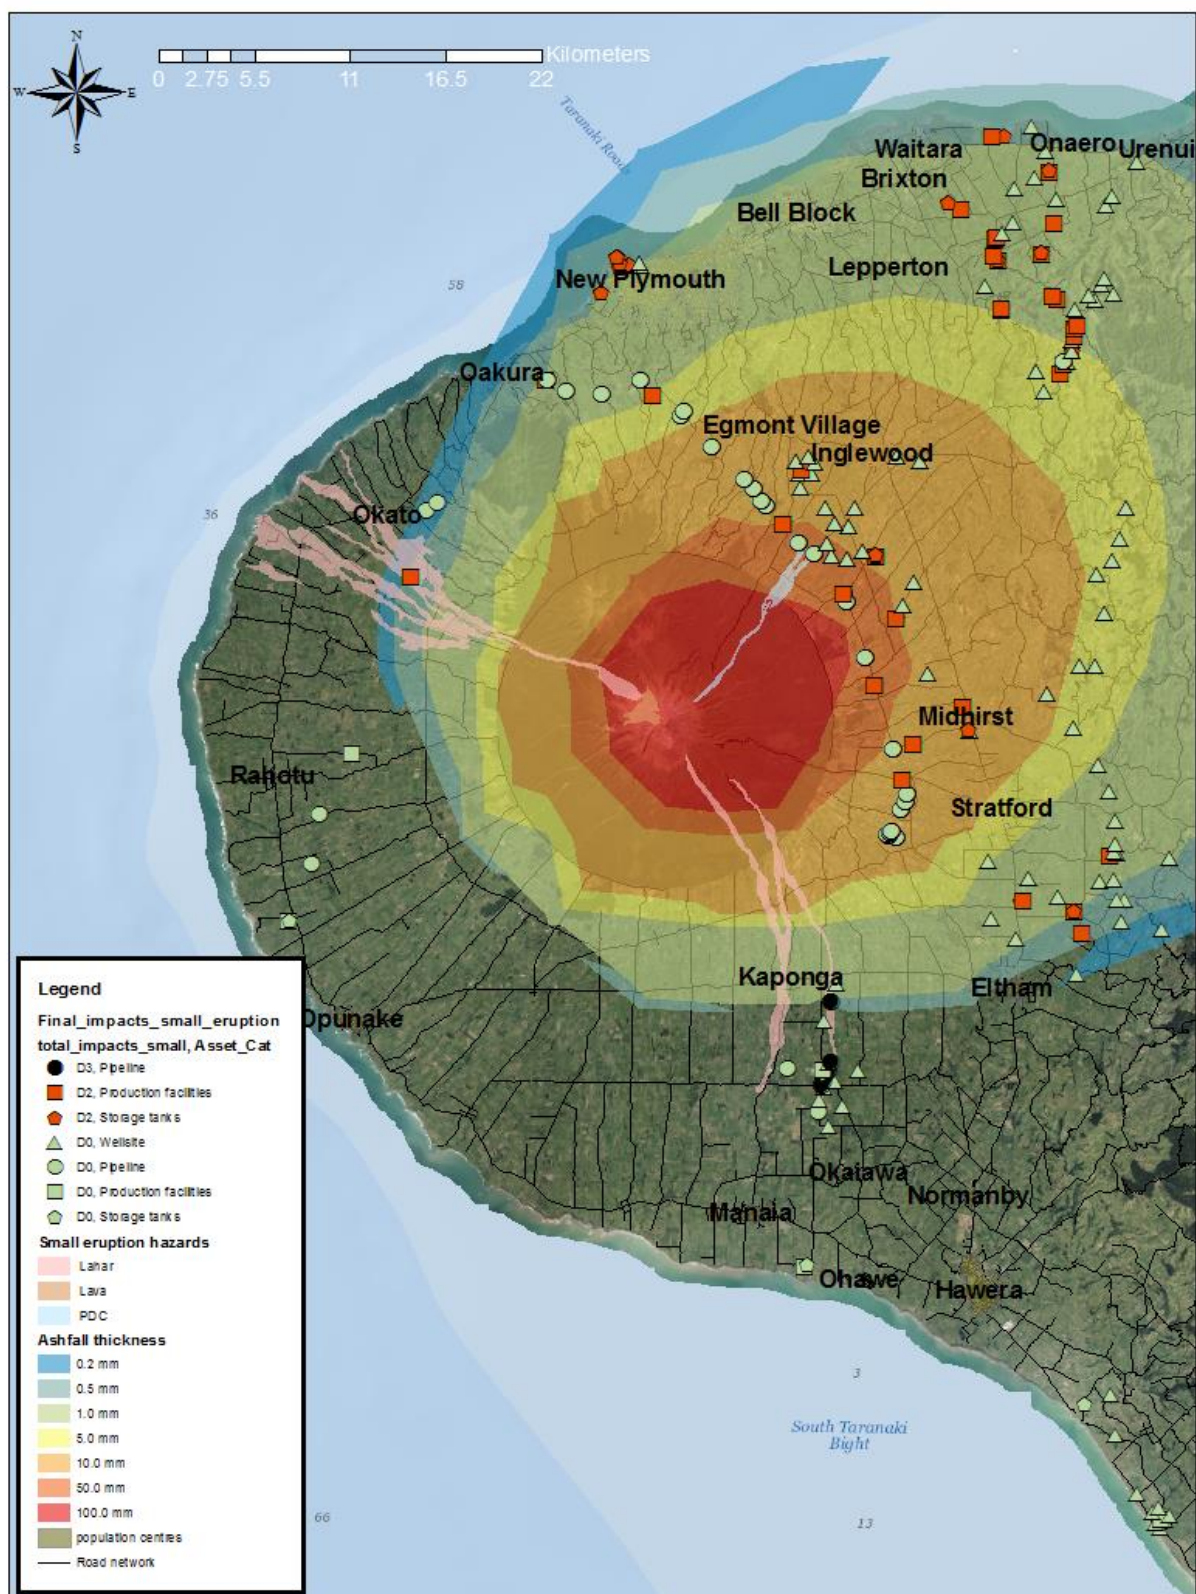 N
W
E
S
Kilometers
0 2.75 5.5 11 16.5 22
Taranaki Roads
Waitara
Onaero
Urenui
Brixton
Bell Block
Lepperton
New Plymouth
58
Oakura
Egmont Village
Inglewood
36
Okato
Midhirst
Rahotu
Stratford
Kaponga
Eltham
Opunake
Okaiawa
Normanby
Manaia
Ohawe
Hawera
3
South Taranaki
Bight
66
13
Legend
Final_impacts_small_eruption
total_impacts_small, Asset_Cat
D3, Pipeline
D2, Production facilities
D2, Storage tanks
D0, Wellsite
D0, Pipeline
D0, Production facilities
D0, Storage tanks
Small eruption hazards
Lahar
Lava
PDC
Ashfall thickness
0.2 mm
0.5 mm
1.0 mm
5.0 mm
10.0 mm
50.0 mm
100.0 mm
population centres
Road network